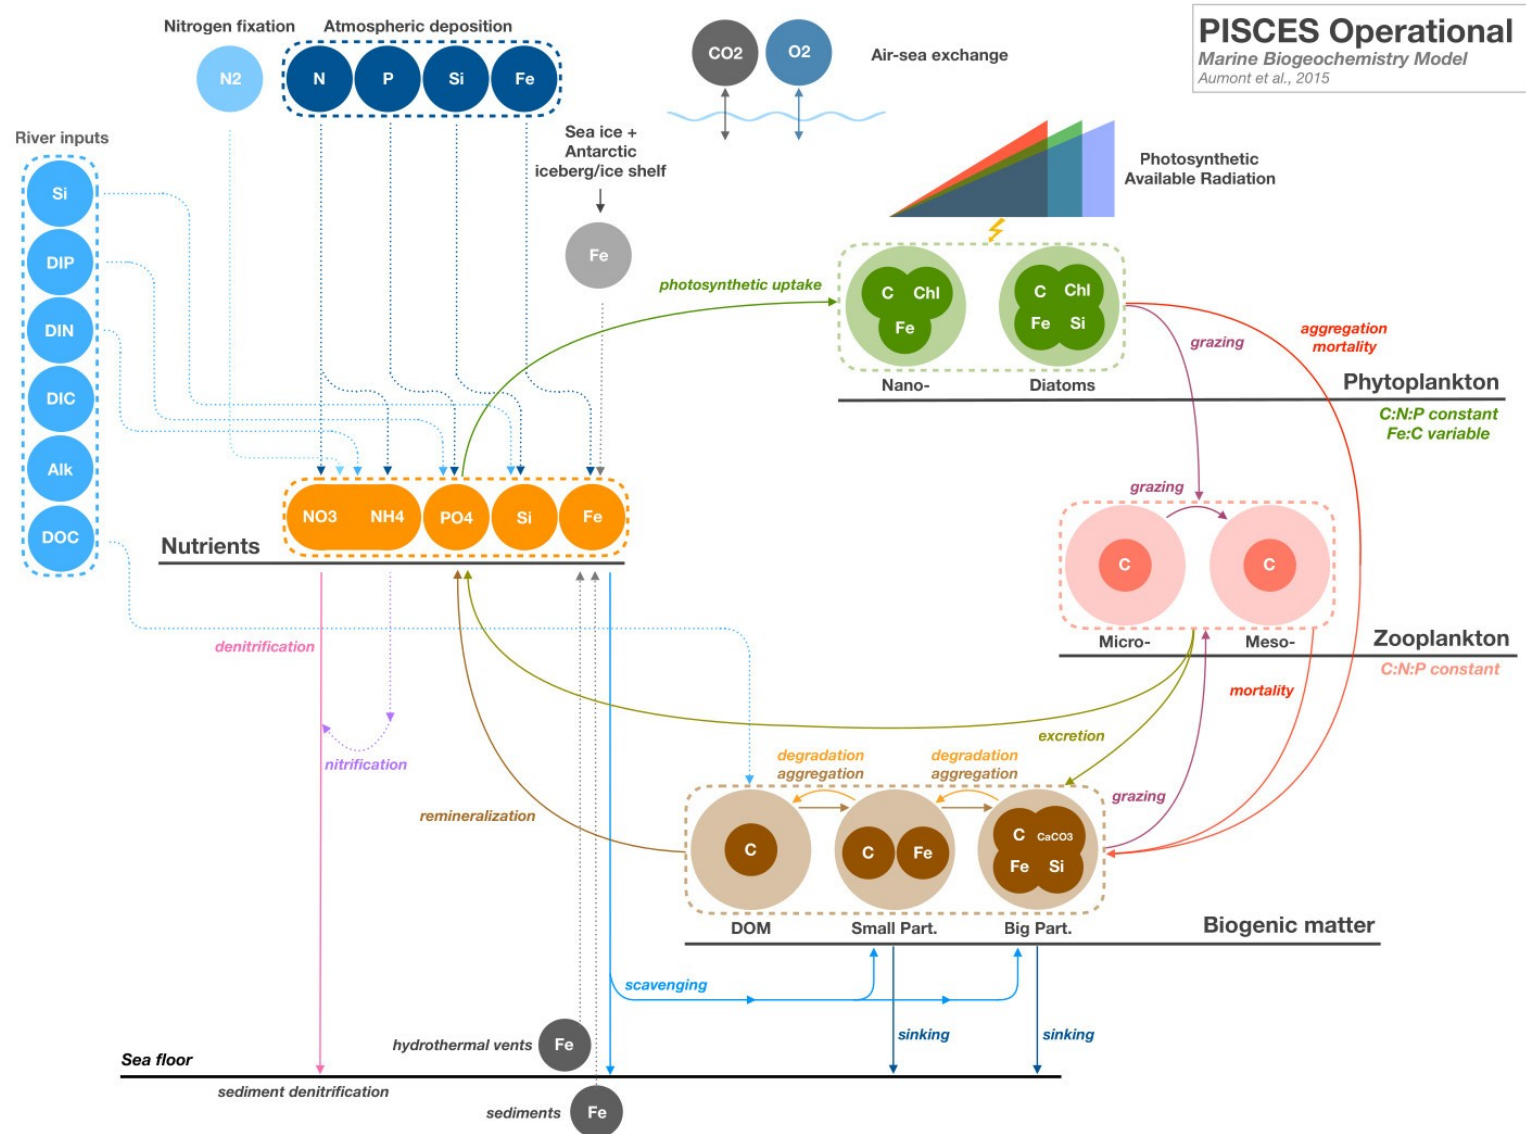 PISCES Operational
Marine Biogeochemistry Model
Aumont et al., 2015
Nitrogen fixation
Atmospheric deposition
N2
N
P
Si
Fe
CO2
O2
Air-sea exchange
River inputs
Si
DIP
DIN
DIC
Alk
DOC
Sea ice +
Antarctic
iceberg/ice shelf
Fe
Photosynthetic
Available Radiation
photosynthetic uptake
C
Chl
Fe
C
Chl
Fe
Si
Nano-
Diatoms
grazing
aggregation
mortality
Phytoplankton
C:N:P constant
Fe:C variable
NO3
NH4
PO4
Si
Fe
Nutrients
grazing
C
C
Micro-
Meso-
Zooplankton
C:N:P constant
denitrification
nitrification
mortality
excretion
remineralization
degradation
aggregation
degradation
aggregation
grazing
C
C
Fe
C
CaCO3
Fe
Si
DOM
Small Part.
Big Part.
Biogenic matter
scavenging
sinking
sinking
hydrothermal vents
Fe
Sea floor
sediment denitrification
sediments
Fe